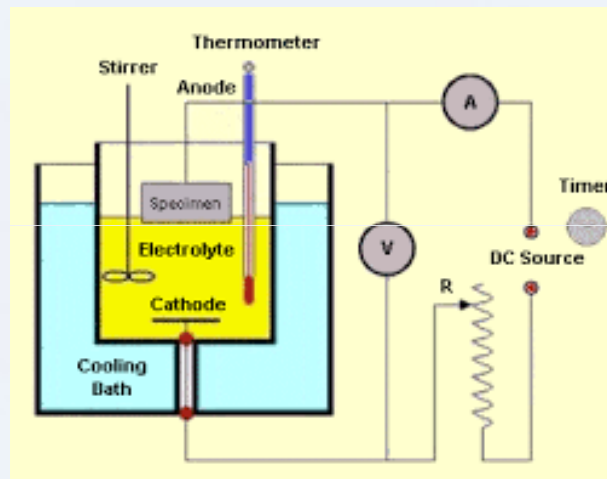 Thermometer
Stirrer
Anode
A
Specimen
Timer
Electrolyte
V
DC Source
R
Cathode
Cooling
Bath